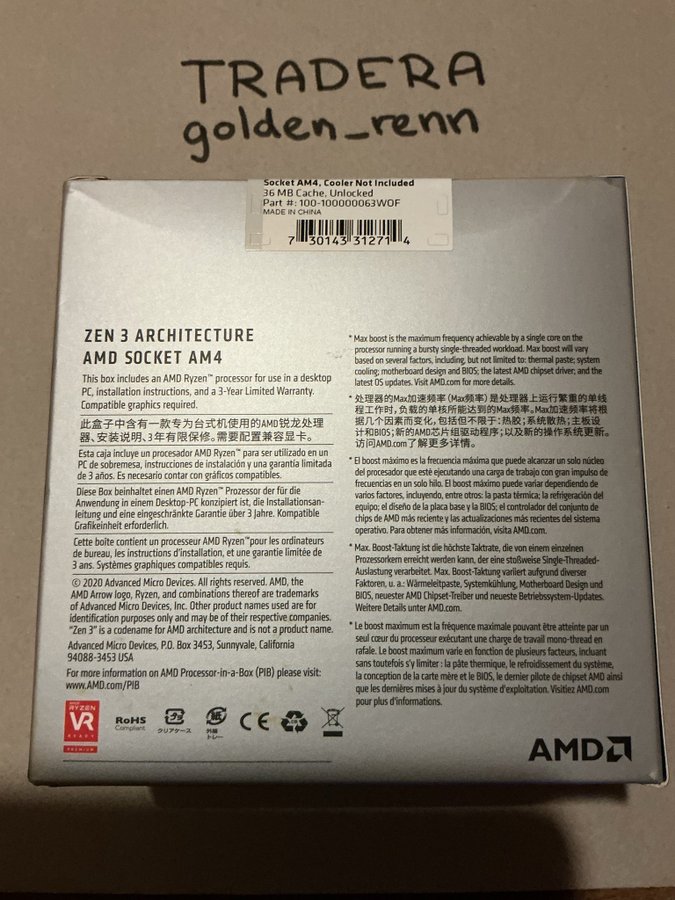 TRADERA
golden_renn
Socket AM4, Cooler Not Included
36 MB Cache, Unlocked
Part #: 100-100000063WOF
MADE IN CHINA
7 30143 31271 4
ZEN 3 ARCHITECTURE
AMD SOCKET AM4
This box includes an AMD Ryzen™ processor for use in a desktop
PC, installation instructions, and a 3-Year Limited Warranty.
Compatible graphics required.
此盒子中含有一款专为台式机使用的AMD锐龙处理
器、安装说明、3年有限保修。需要配置兼容显卡。
Esta caja incluye un procesador AMD Ryzen™ para su utilizado en un
PC de sobremesa, instrucciones de instalación y una garantía limitada
de 3 años. Es necesario contar con gráficos compatibles.
Diese Box beinhaltet einen AMD Ryzen™ Prozessor der für die
Anwendung in einem Desktop-PC konzipiert ist, die Installationsan-
leitung und eine eingeschränkte Garantie über 3 Jahre. Kompatible
Grafikeinheit erforderlich.
Cette boîte contient un processeur AMD Ryzen™pour les ordinateurs
de bureau, les instructions d'installation, et une garantie limitée de
3 ans. Systèmes graphiques compatibles requis.
© 2020 Advanced Micro Devices. All rights reserved. AMD, the
AMD Arrow logo, Ryzen, and combinations thereof are trademarks
of Advanced Micro Devices, Inc. Other product names used are for
identification purposes only and may be of their respective companies.
“Zen 3” is a codename for AMD architecture and is not a product name.
Advanced Micro Devices, P.O. Box 3453, Sunnyvale, California
94088-3453 USA
For more information on AMD Processor-in-a-Box (PIB) please visit:
www.AMD.com/PIB
* Max boost is the maximum frequency achievable by a single core on the
processor running a bursty single-threaded workload. Max boost will vary
based on several factors, including, but not limited to: thermal paste; system
cooling; motherboard design and BIOS; the latest AMD chipset driver; and the
latest OS updates. Visit AMD.com for more details.
* 处理器的Max加速频率 (Max频率) 是处理器上运行繁重的单线
程工作时, 负载的单核所能达到的Max频率。Max加速频率将根
据几个因素而变化, 包括但不限于: 热胶; 系统散热; 主板设
计和BIOS; 新的AMD芯片组驱动程序; 以及新的操作系统更新。
访问AMD.com了解更多详情。
* El boost máximo es la frecuencia máxima que puede alcanzar un solo núcleo
del procesador que esté ejecutando una carga de trabajo con gran impulso de
frecuencias en un solo hilo. El boost máximo puede variar dependiendo de
varios factores, incluyendo, entre otros: la pasta térmica; la refrigeración del
equipo; el diseño de la placa base y la BIOS; el controlador del conjunto de
chips de AMD más reciente y las actualizaciones más recientes del sistema
operativo. Para obtener más información, visita AMD.com.
* Max. Boost-Taktung ist die höchste Taktrate, die von einem einzelnen
Prozessorkern erreicht werden kann, der eine stoßweise Single-Threaded-
Auslastung verarbeitet. Max. Boost-Taktung variiert aufgrund diverser
Faktoren, u. a.: Wärmeleitpaste, Systemkühlung, Motherboard Design und
BIOS, neuester AMD Chipset-Treiber und neueste Betriebssystem-Updates.
Weitere Details unter AMD.com.
* Le boost maximum est la fréquence maximale pouvant être atteinte par un
seul cœur du processeur exécutant une charge de travail mono-thread en
rafale. Le boost maximum varie en fonction de plusieurs facteurs, incluant
sans toutefois s'y limiter : la pâte thermique, le refroidissement du système,
la conception de la carte mère et le BIOS, le dernier pilote de chipset AMD ainsi
que les dernières mises à jour du système d'exploitation. Visitiez AMD.com
pour plus d'informations.
AMD
RYZEN
VR
READY
PREMIUM
RoHS
Compliant
プラ
クリアケース
紙
外箱
トレー
CE
AMD